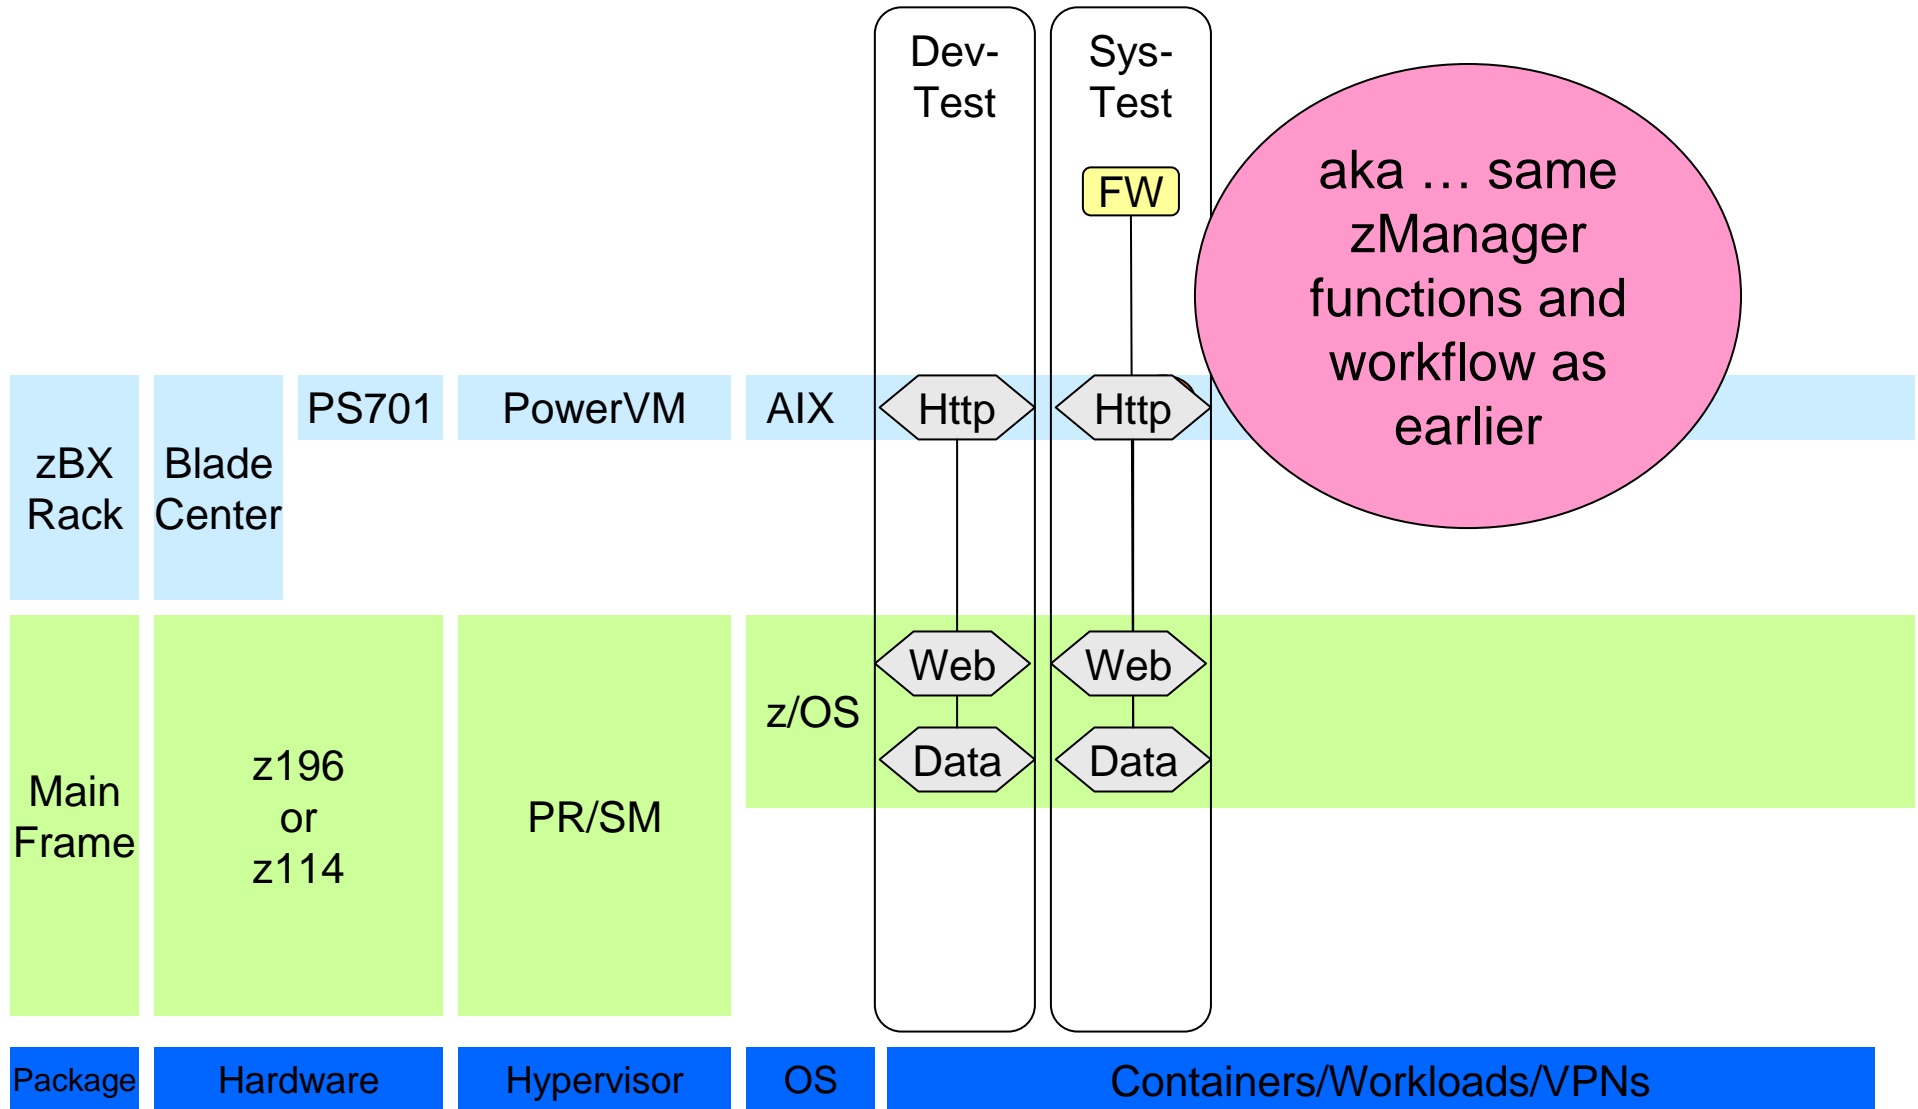 Dev-
Test
Sys-
Test
FW
aka … same
zManager
functions and
workflow as
earlier
zBX
Rack
Blade
Center
PS701
PowerVM
AIX
Http
Http
Main
Frame
z196
or
z114
PR/SM
z/OS
Web
Web
Data
Data
Package
Hardware
Hypervisor
OS
Containers/Workloads/VPNs